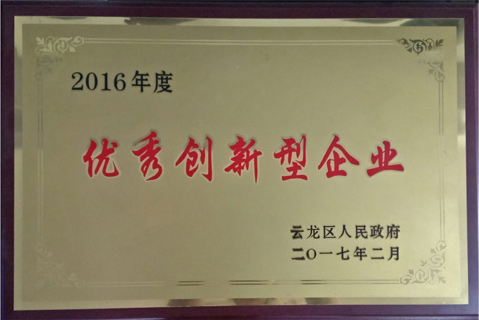 2016年度
优秀创新型企业
云龙区人民政府
二〇一七年二月